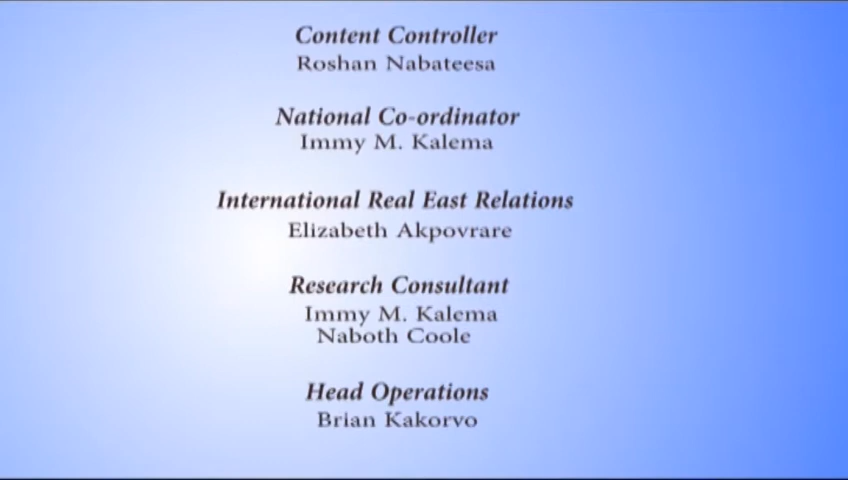 Content Controller
Roshan Nabateesa
National Co-ordinator
Immy M. Kalema
International Real East Relations
Elizabeth Akpovrare
Research Consultant
Immy M. Kalema
Naboth Coole
Head Operations
Brian Kakorvo